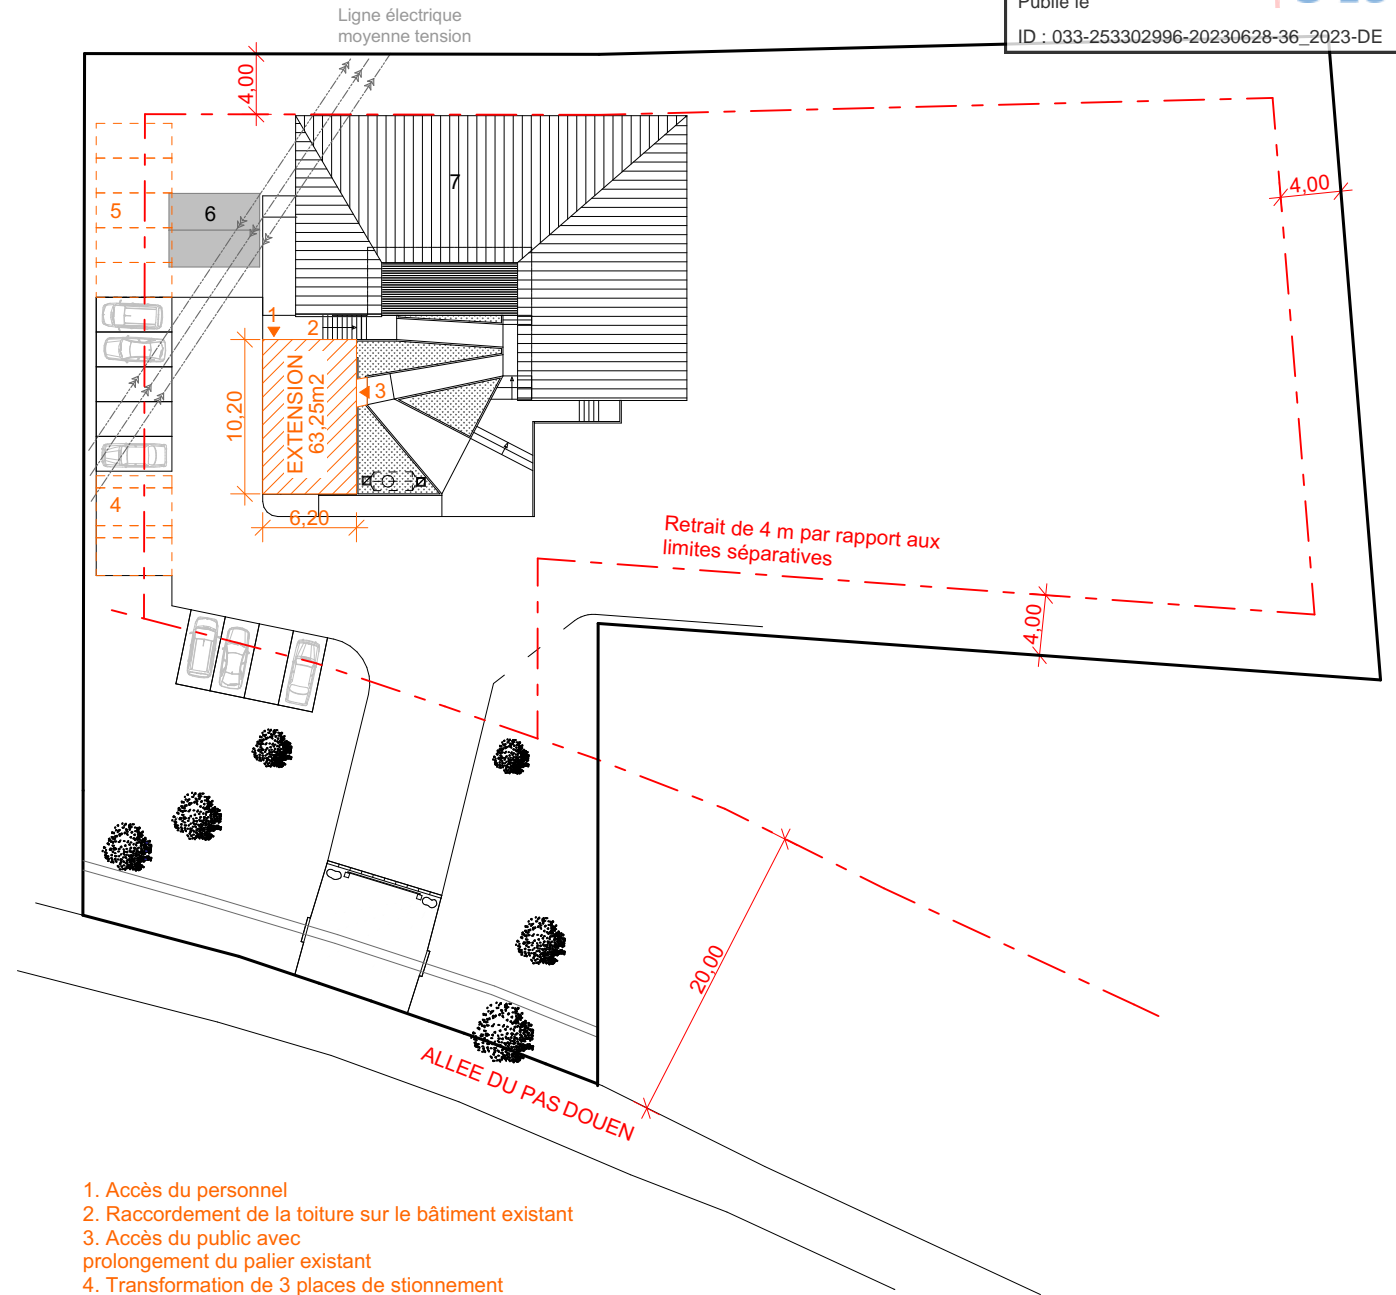 Ligne électrique
moyenne tension
Publié le
ID : 033-253302996-20230628-36_2023-DE
4,00
4,00
5
6
7
1
2
3
EXTENSION
63,25m2
10,20
6,20
4
Retrait de 4 m par rapport aux
limites séparatives
4,00
20,00
ALLEE DU PAS DOUEN
1. Accès du personnel
2. Raccordement de la toiture sur le bâtiment existant
3. Accès du public avec
prolongement du palier existant
4. Transformation de 3 places de stionnement